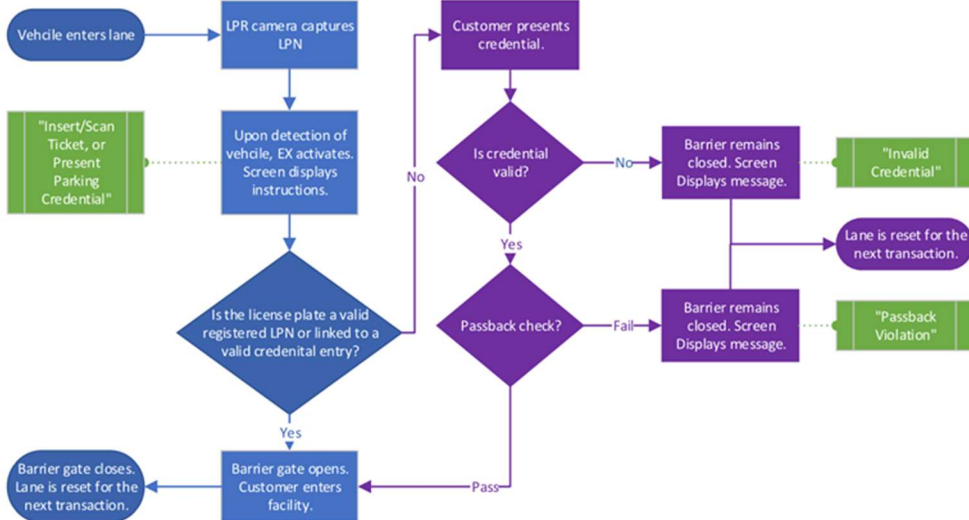 Vehcile enters lane
LPR camera captures
LPN
Customer presents
credential.
"Insert/Scan
Ticket, or
Present
Parking
Credential"
Upon detection of
vehcile, EX activates.
Screen displays
instructions.
No
Is credential
valid?
No
Barrier remains
closed. Screen
Displays message.
"Invalid
Credential"
Yes
Lane is reset for the
next transaction.
Is the license plate a valid
registered LPN or linked to a
valid credenital entry?
Passback check?
Fail
Barrier remains
closed. Screen
Displays message.
"Passback
Violation"
Yes
Barrier gate closes.
Lane is reset for the
next transaction.
Barrier gate opens.
Customer enters
facility.
Pass